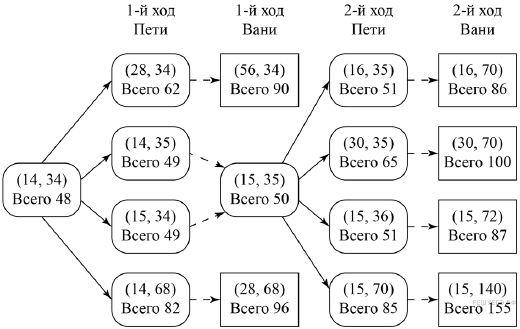 1-й ход 1-й ход 2-й ход 2-й ход
Пети Вани Пети Вани
(28, 34) (56, 34) (16, 35) (16, 70)
Всего 62 Всего 90 Всего 51 Всего 86
(14, 35) (30, 35) (30, 70)
Всего 49 Всего 65 Всего 100
(14, 34) (15, 35)
Всего 48 Всего 50
(15, 34) (15, 36) (15, 72)
Всего 49 Всего 51 Всего 87
(14, 68) (28, 68) (15, 70) (15, 140)
Всего 82 Всего 96 Всего 85 Всего 155